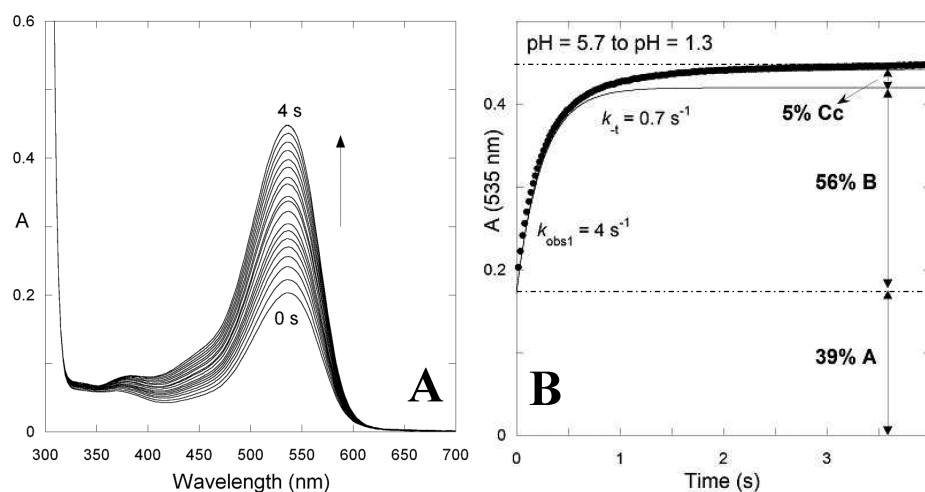 0.6
0.4
A
0.2
0
4 s
0 s
A
300 350 400 450 500 550 600 650 700
Wavelength (nm)
pH = 5.7 to pH = 1.3
0.4
A (535 nm)
0.2
0
k-t = 0.7 s-1
5% Cc
56% B
kobs1 = 4 s-1
39% A
B
0 1 2 3
Time (s)